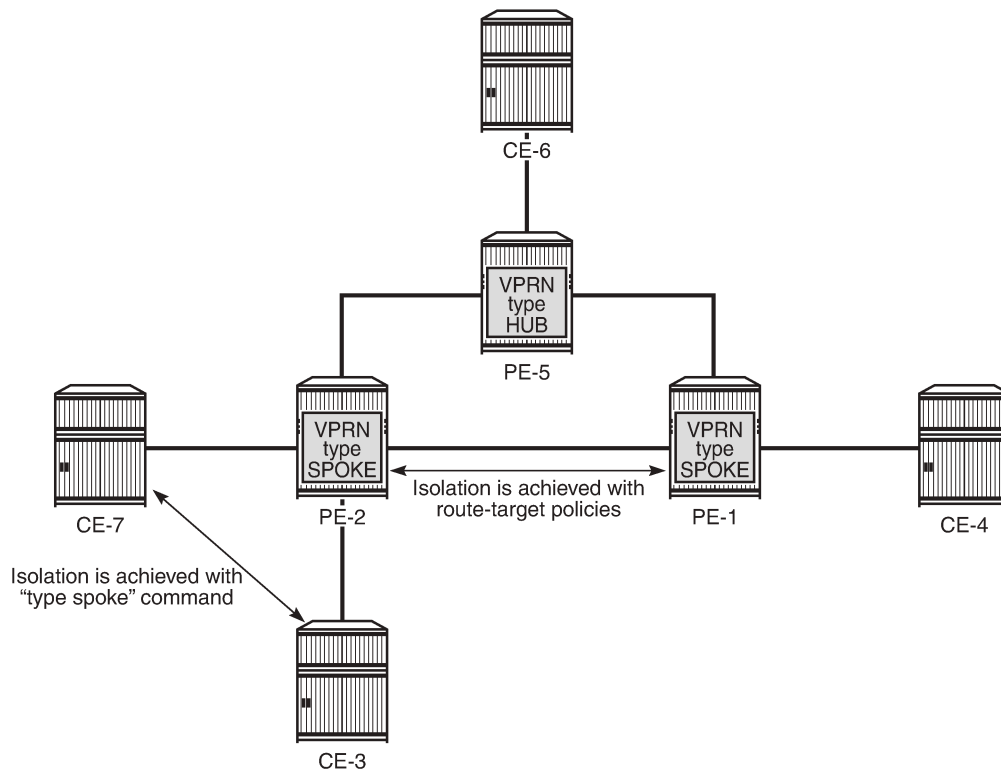 CE-6
VPRN
type
HUB
PE-5
VPRN
type
SPOKE
VPRN
type
SPOKE
Isolation is achieved with
route-target policies
CE-7
PE-2
PE-1
CE-4
Isolation is achieved with
“type spoke” command
CE-3